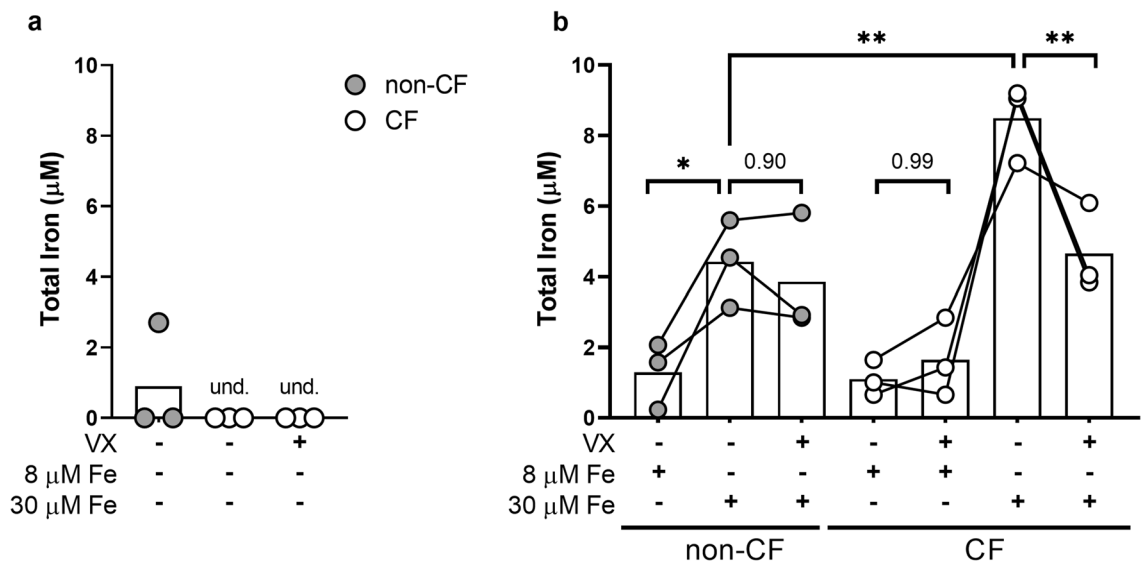 a
10
8
6
4
2
0
Total Iron (μM)
non-CF
CF
und. und.
VX - - +
8 μM Fe - - -
30 μM Fe - - -
b
10
8
6
4
2
0
Total Iron (μM)
** **
* 0.90 0.99
VX - - + - + - +
8 μM Fe + - - + + - -
30 μM Fe - + + - - + +
non-CF CF